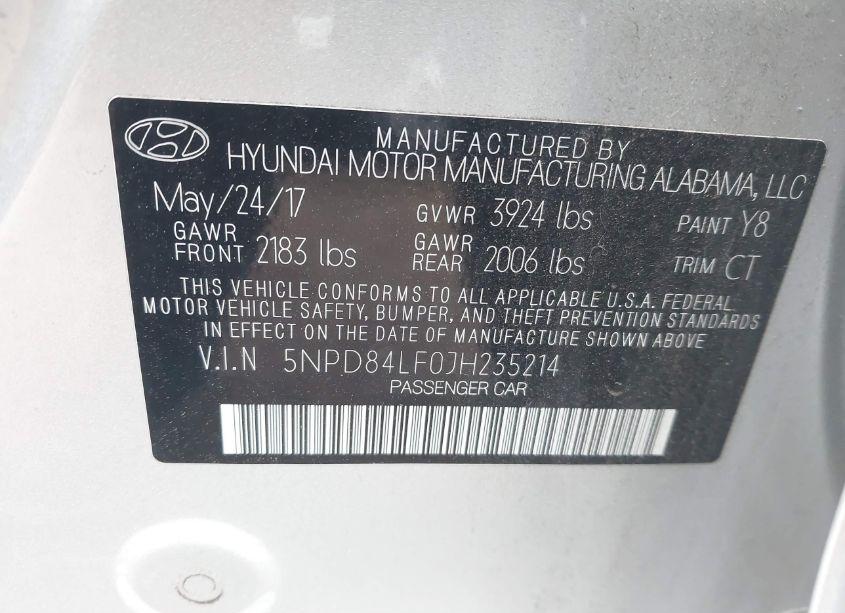 MANUFACTURED BY
HYUNDAI MOTOR MANUFACTURING ALABAMA, LLC
May/24/17 GVWR 3924 lbs PAINT Y8
GAWR FRONT 2183 lbs GAWR REAR 2006 lbs TRIM CT
THIS VEHICLE CONFORMS TO ALL APPLICABLE U.S.A. FEDERAL
MOTOR VEHICLE SAFETY, BUMPER, AND THEFT PREVENTION STANDARDS
IN EFFECT ON THE DATE OF MANUFACTURE SHOWN ABOVE
V.I.N 5NPD84LF0JH235214
PASSENGER CAR